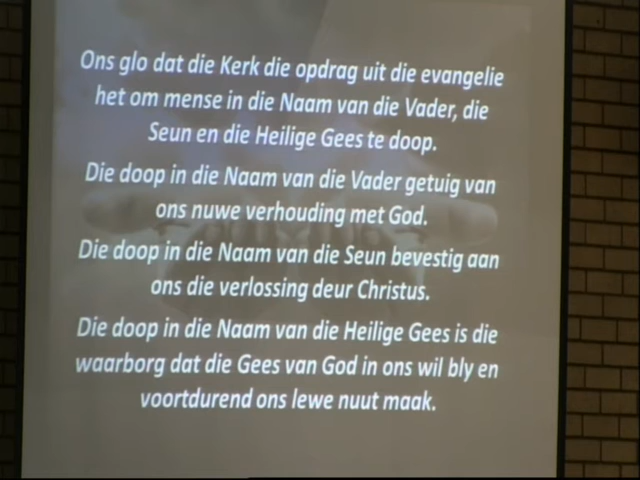 Ons glo dat die Kerk die opdrag uit die evangelie
het om mense in die Naam van die Vader, die
Seun en die Heilige Gees te doop.
Die doop in die Naam van die Vader getuig van
ons nuwe verhouding met God.
Die doop in die Naam van die Seun bevestig aan
ons die verlossing deur Christus.
Die doop in die Naam van die Heilige Gees is die
waarborg dat die Gees van God in ons wil bly en
voortdurend ons lewe nuut maak.